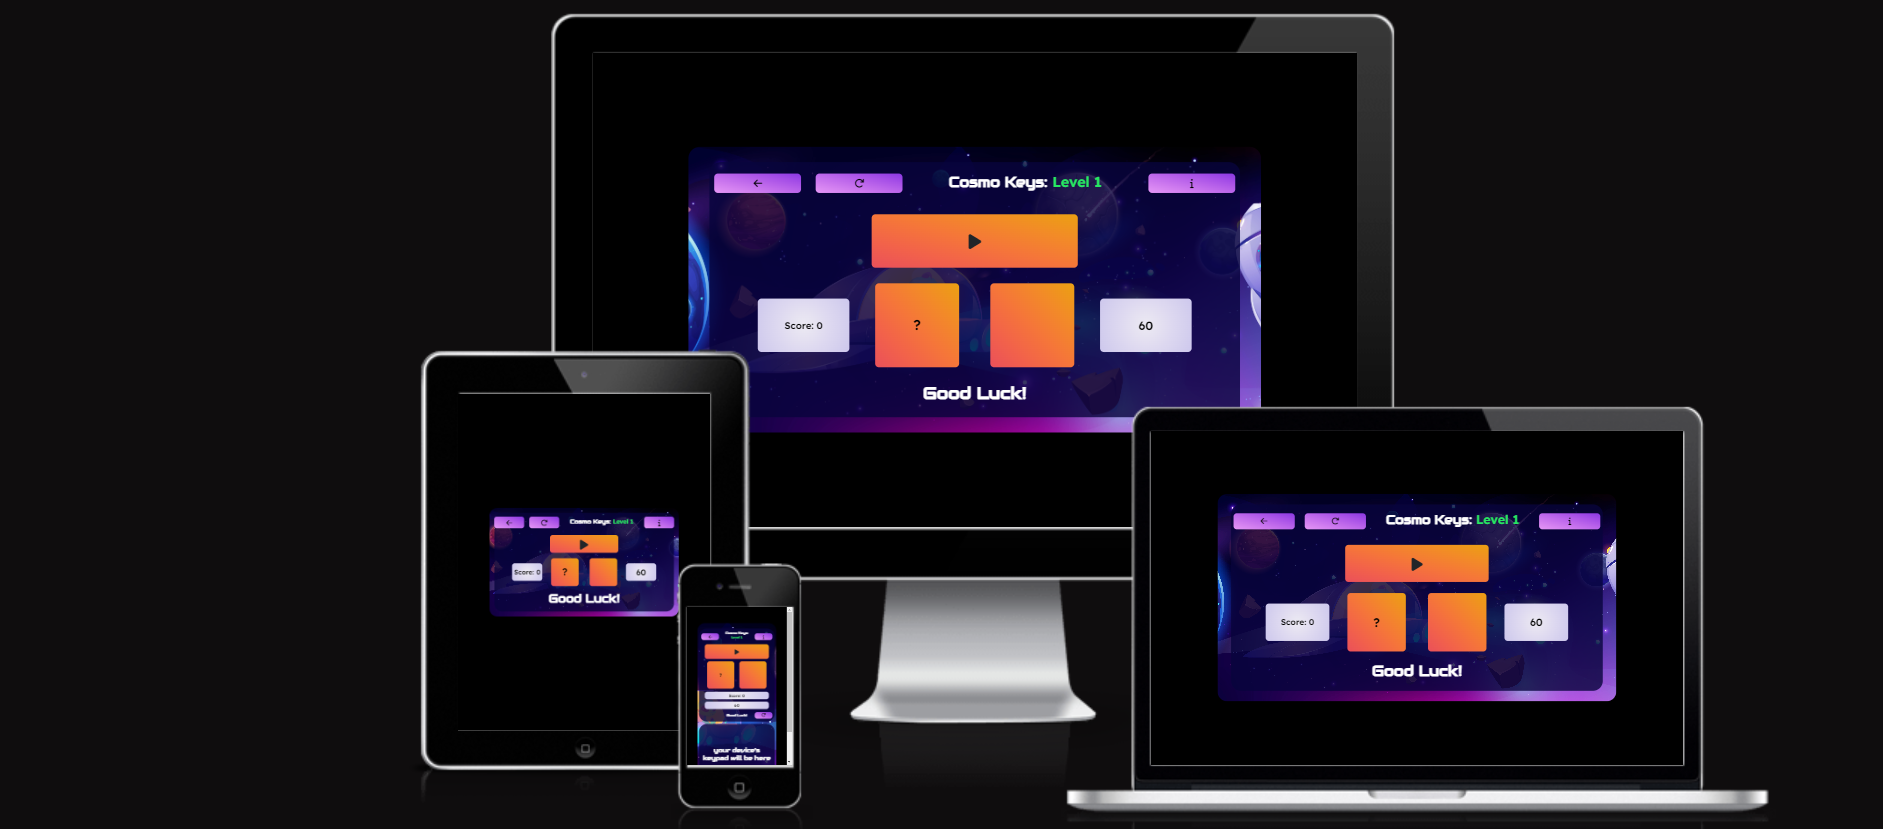 Cosmo Keys: Level 1
i
Score: 0
?
60
Good Luck!
Cosmo Keys: Level 1
i
Score: 0
?
60
Good Luck!
Cosmo Keys:
Level 1
?
Score: 0
60
Good Luck!
your device's
keypad will be here
Cosmo Keys: Level 1
i
Score: 0
?
60
Good Luck!